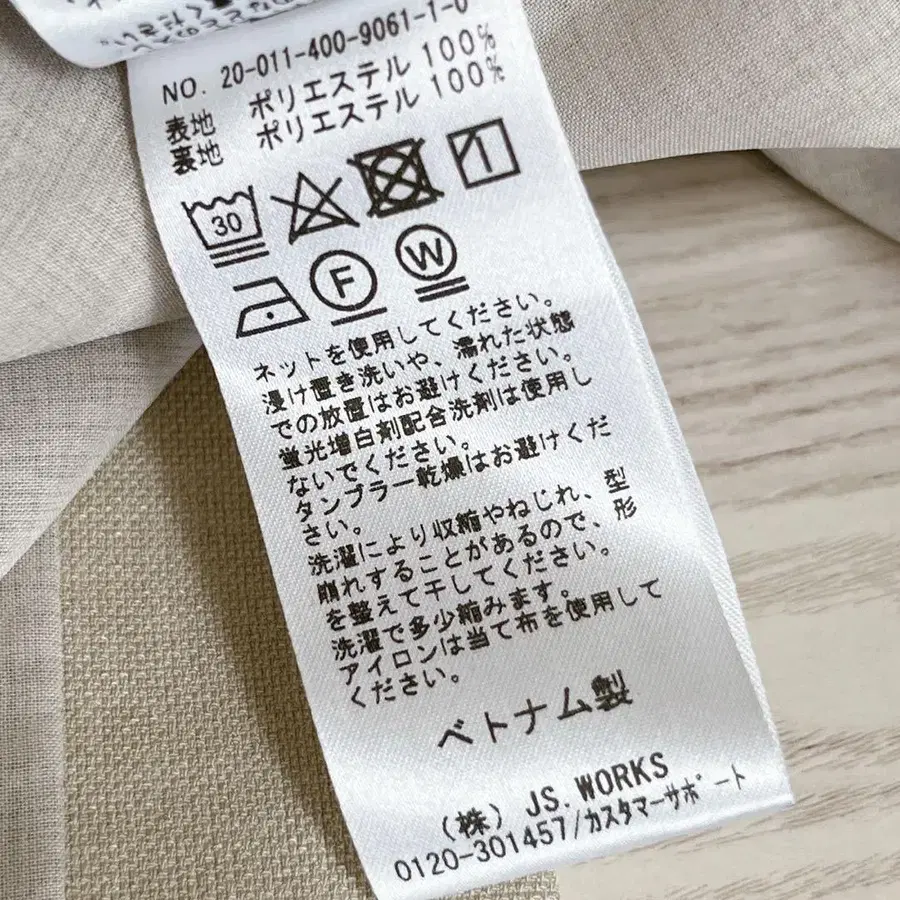 NO. 20-011-400-9061-1-0
表地 ポリエステル 100%
裏地 ポリエステル 100%
30
F W
ネットを使用してください。
浸け置き洗いや、濡れた状態
での放置はお避けください。
蛍光増白剤配合洗剤は使用し
ないでください。
タンブラー乾燥はお避けくだ
さい。
洗濯により収縮やねじれ、型
崩れすることがあるので、形
を整えて干してください。
洗濯で多少縮みます。
アイロンは当て布を使用して
ください。
ベトナム製
(株) JS.WORKS
0120-301457/カスタマーサポート